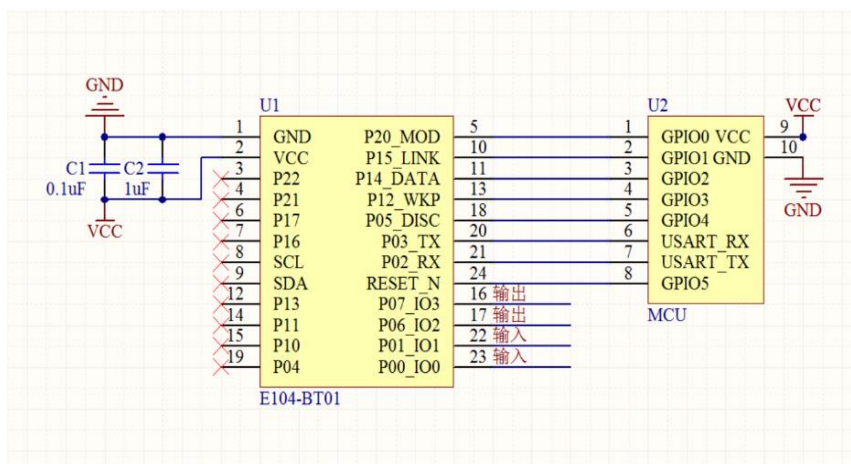 GND
U1
U2
VCC
1 GND P20_MOD 5 1 GPIO0 VCC 9
2 VCC P15_LINK 10 2 GPIO1 GND 10
C1 C2 3 P22 P14_DATA 11 3 GPIO2
0.1uF 1uF 4 P21 P12_WKP 13 4 GPIO3
6 P17 P05_DISC 18 5 GPIO4 GND
VCC 7 P16 P03_TX 20 6 USART_RX
8 SCL P02_RX 21 7 USART_TX
9 SDA RESET_N 24 8 GPIO5
12 P13 P07_IO3 16 输出
MCU
14 P11 P06_IO2 17 输出
15 P10 P01_IO1 22 输入
19 P04 P00_IO0 23 输入
E104-BT01